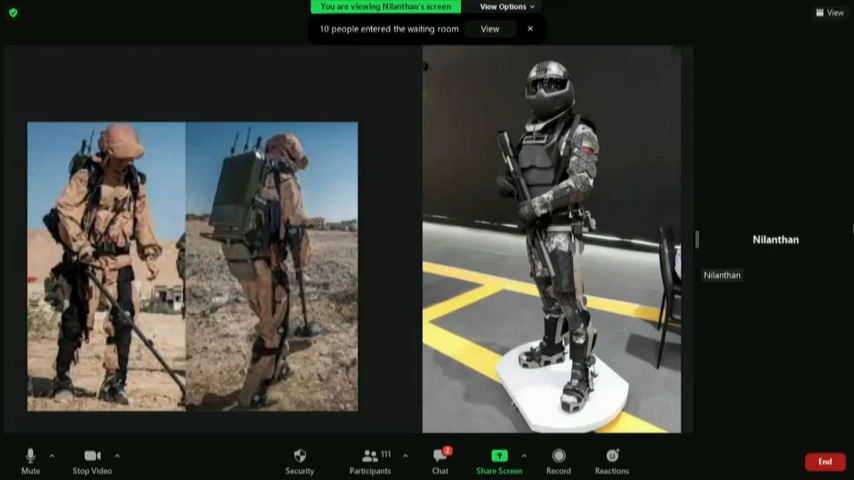 You are viewing Nilanthan's screen
View Options
View
10 people entered the waiting room
View
Nilanthan
Nilanthan
Mute
Stop Video
Security
Participants
111
Chat
2
Share Screen
Record
Reactions
End